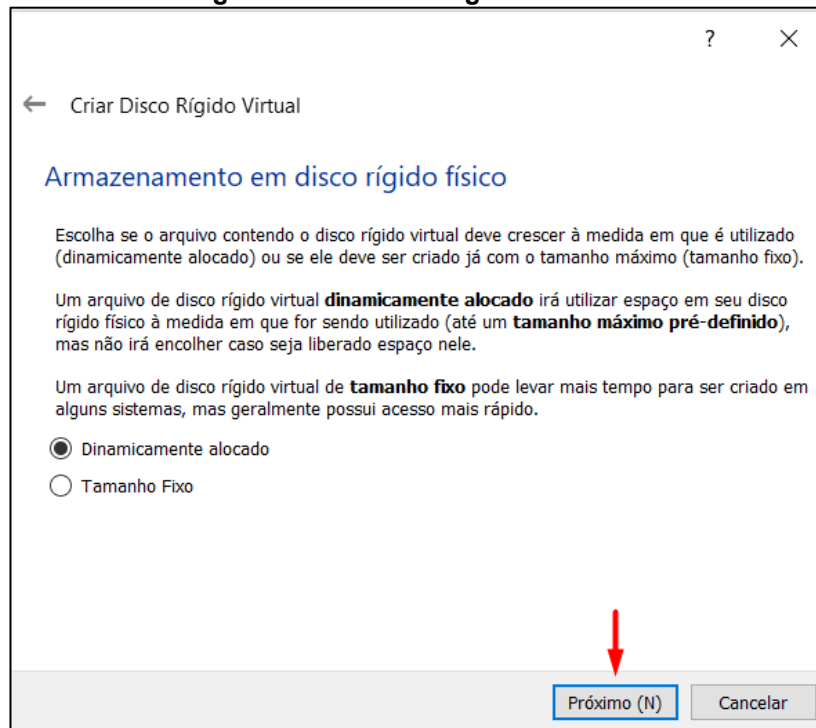 ?
Criar Disco Rígido Virtual
Armazenamento em disco rígido físico
Escolha se o arquivo contendo o disco rígido virtual deve crescer à medida em que é utilizado
(dinamicamente alocado) ou se ele deve ser criado já com o tamanho máximo (tamanho fixo).
Um arquivo de disco rígido virtual dinamicamente alocado irá utilizar espaço em seu disco
rígido físico à medida em que for sendo utilizado (até um tamanho máximo pré-definido),
mas não irá encolher caso seja liberado espaço nele.
Um arquivo de disco rígido virtual de tamanho fixo pode levar mais tempo para ser criado em
alguns sistemas, mas geralmente possui acesso mais rápido.
Dinamicamente alocado
Tamanho Fixo
Próximo (N) Cancelar